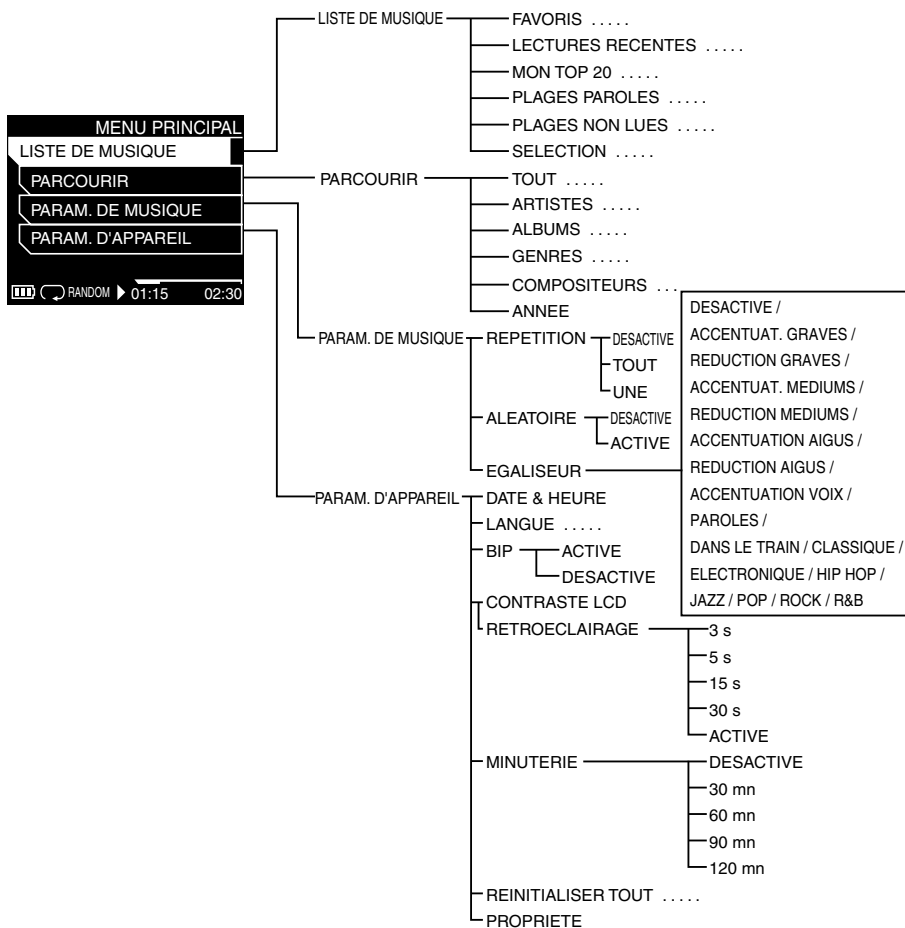 MENU PRINCIPAL
LISTE DE MUSIQUE
PARCOURIR
PARAM. DE MUSIQUE
PARAM. D'APPAREIL
RANDOM 01:15 02:30
LISTE DE MUSIQUE
FAVORIS . . . . .
LECTURES RECENTES . . . . .
MON TOP 20 . . . . .
PLAGES PAROLES . . . . .
PLAGES NON LUES . . . . .
SELECTION . . . . .
PARCOURIR
TOUT . . . . .
ARTISTES . . . . .
ALBUMS . . . . .
GENRES . . . . .
COMPOSITEURS . . .
ANNEE
PARAM. DE MUSIQUE
REPETITION
DESACTIVE
TOUT
UNE
ALEATOIRE
DESACTIVE
ACTIVE
EGALISEUR
DESACTIVE /
ACCENTUAT. GRAVES /
REDUCTION GRAVES /
ACCENTUAT. MEDIUMS /
REDUCTION MEDIUMS /
ACCENTUATION AIGUS /
REDUCTION AIGUS /
ACCENTUATION VOIX /
PAROLES /
DANS LE TRAIN / CLASSIQUE /
ELECTRONIQUE / HIP HOP /
JAZZ / POP / ROCK / R&B
PARAM. D'APPAREIL
DATE & HEURE
LANGUE . . . . .
BIP
ACTIVE
DESACTIVE
CONTRASTE LCD
RETROECLAIRAGE
3 s
5 s
15 s
30 s
ACTIVE
MINUTERIE
DESACTIVE
30 mn
60 mn
90 mn
120 mn
REINITIALISER TOUT . . . . .
PROPRIETE